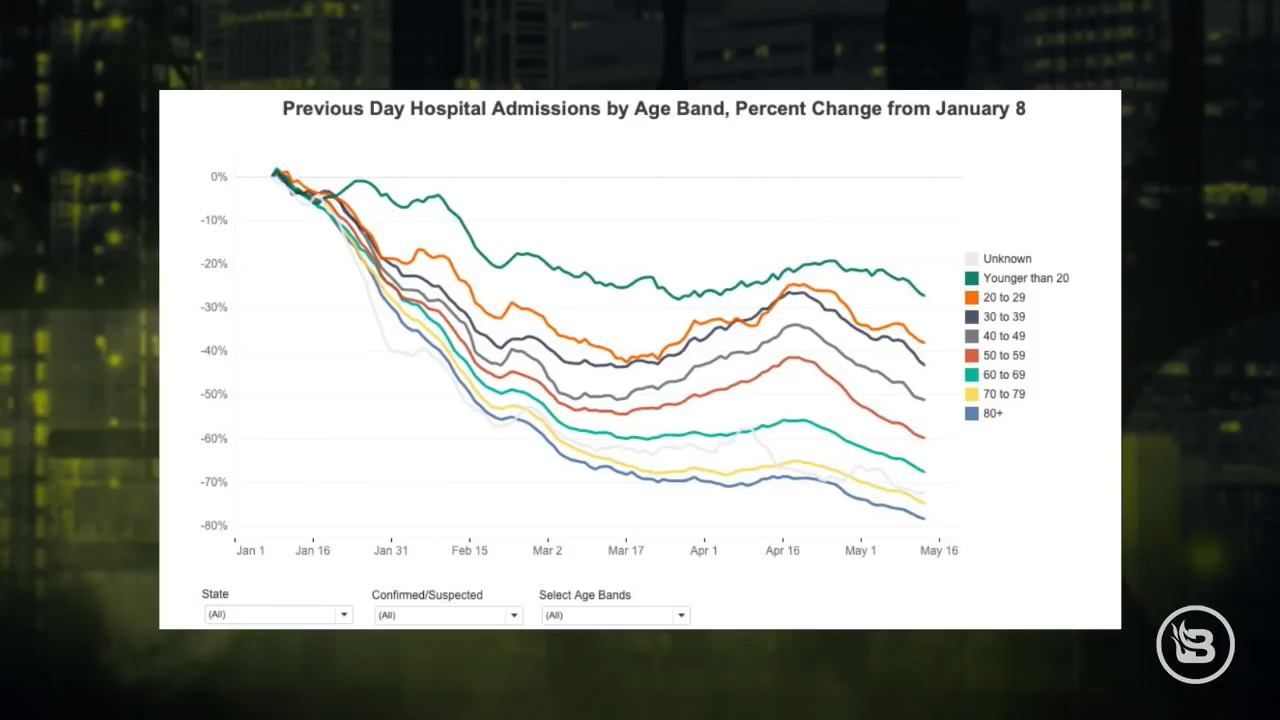 Previous Day Hospital Admissions by Age Band, Percent Change from January 8
0%
-10%
-20%
-30%
-40%
-50%
-60%
-70%
-80%
Jan 1 Jan 16 Jan 31 Feb 15 Mar 2 Mar 17 Apr 1 Apr 16 May 1 May 16
Unknown
Younger than 20
20 to 29
30 to 39
40 to 49
50 to 59
60 to 69
70 to 79
80+
State Confirmed/Suspected Select Age Bands
(All) (All) (All)
B